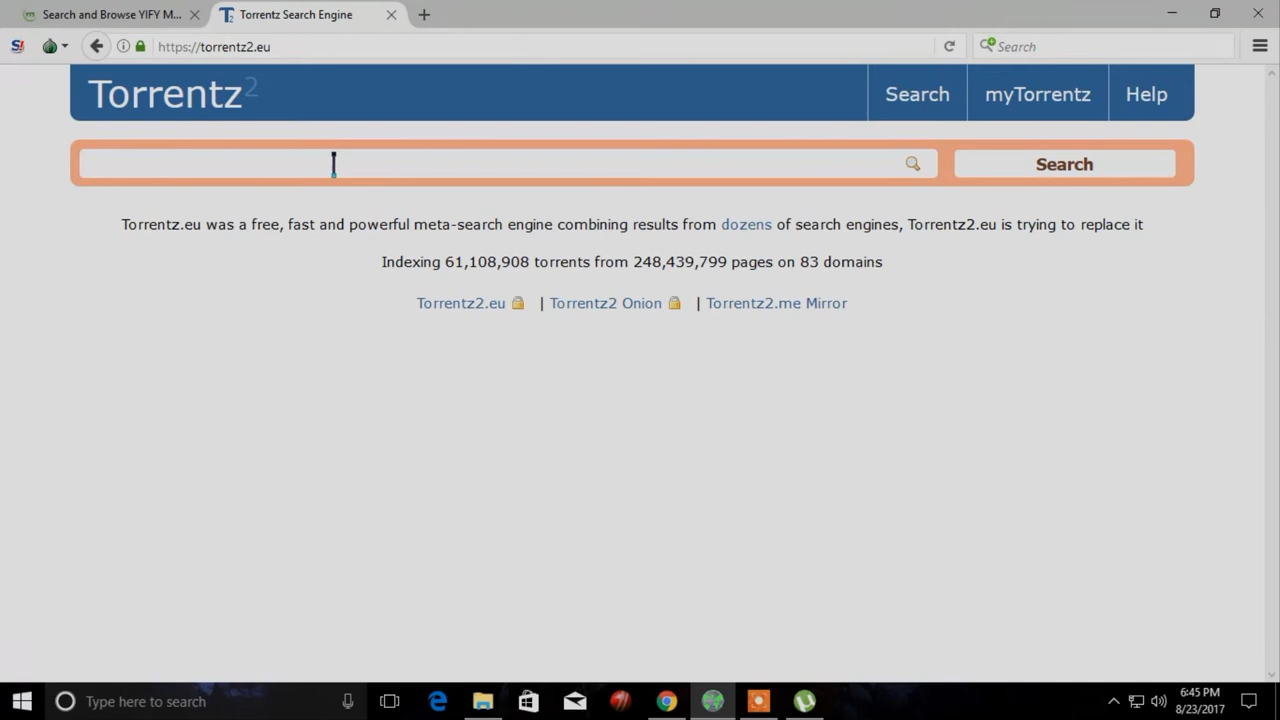 Search and Browse YIFY M...
Torrentz Search Engine
https://torrentz2.eu
Search
Torrentz2
Search
myTorrentz
Help
Search
Torrentz.eu was a free, fast and powerful meta-search engine combining results from dozens of search engines, Torrentz2.eu is trying to replace it
Indexing 61,108,908 torrents from 248,439,799 pages on 83 domains
Torrentz2.eu | Torrentz2 Onion | Torrentz2.me Mirror
Type here to search
6:45 PM
8/23/2017